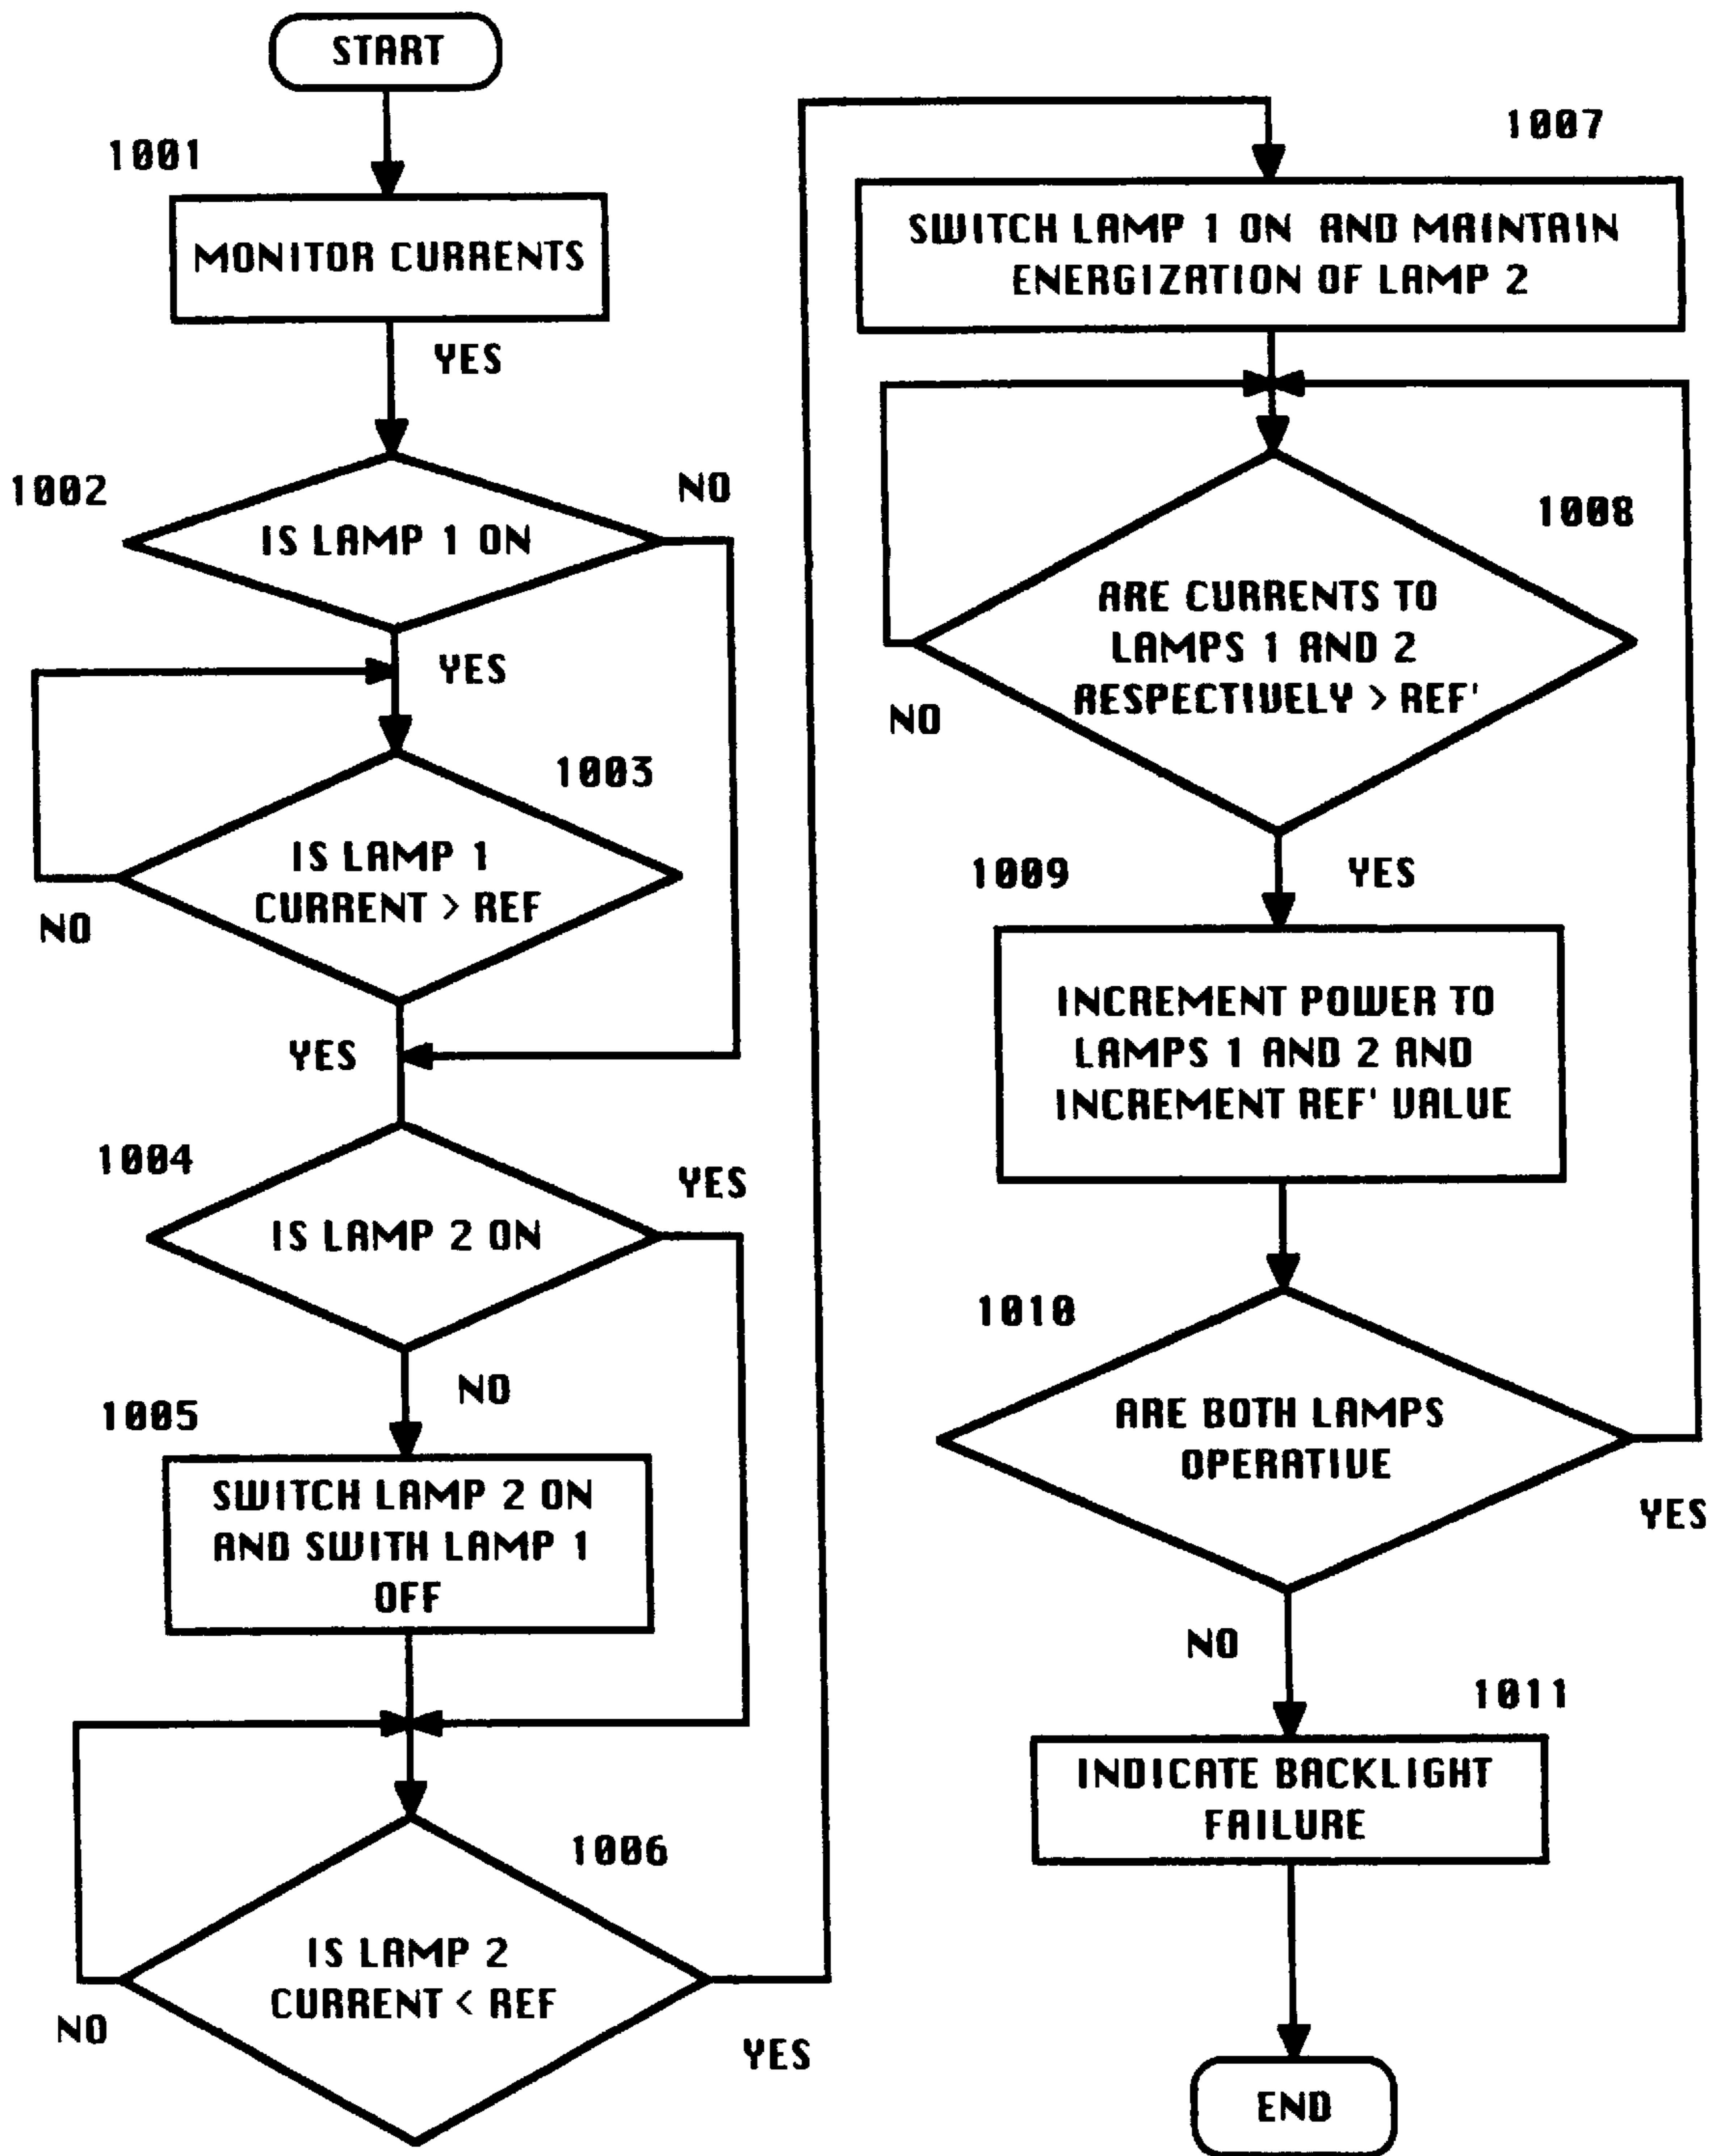 START
1001
MONITOR CURRENTS
YES
1002
NO
IS LAMP 1 ON
YES
1003
IS LAMP 1
CURRENT > REF
NO
YES
1004
YES
IS LAMP 2 ON
NO
1005
SWITCH LAMP 2 ON
AND SWITH LAMP 1
OFF
1006
IS LAMP 2
CURRENT < REF
NO
YES
1007
SWITCH LAMP 1 ON AND MAINTAIN
ENERGIZATION OF LAMP 2
1008
ARE CURRENTS TO
LAMPS 1 AND 2
RESPECTIVELY > REF'
NO
1009
YES
INCREMENT POWER TO
LAMPS 1 AND 2 AND
INCREMENT REF' VALUE
1010
ARE BOTH LAMPS
OPERATIVE
YES
NO
1011
INDICATE BACKLIGHT
FAILURE
END